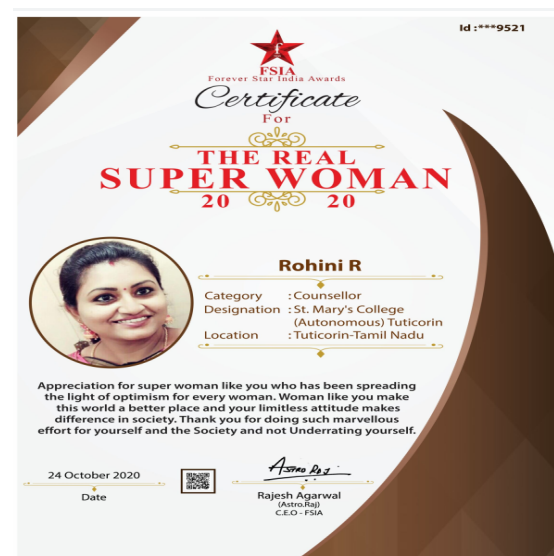 Id :***9521
FSIA
Forever Star India Awards
Certificate
For
THE REAL
SUPER WOMAN
20 20
Rohini R
Category : Counsellor
Designation : St. Mary's College
(Autonomous) Tuticorin
Location : Tuticorin-Tamil Nadu
Appreciation for super woman like you who has been spreading
the light of optimism for every woman. Woman like you make
this world a better place and your limitless attitude makes
difference in society. Thank you for doing such marvellous
effort for yourself and the Society and not Underrating yourself.
Astro Raj
24 October 2020
Date
Rajesh Agarwal
(Astro.Raj)
C.E.O - FSIA